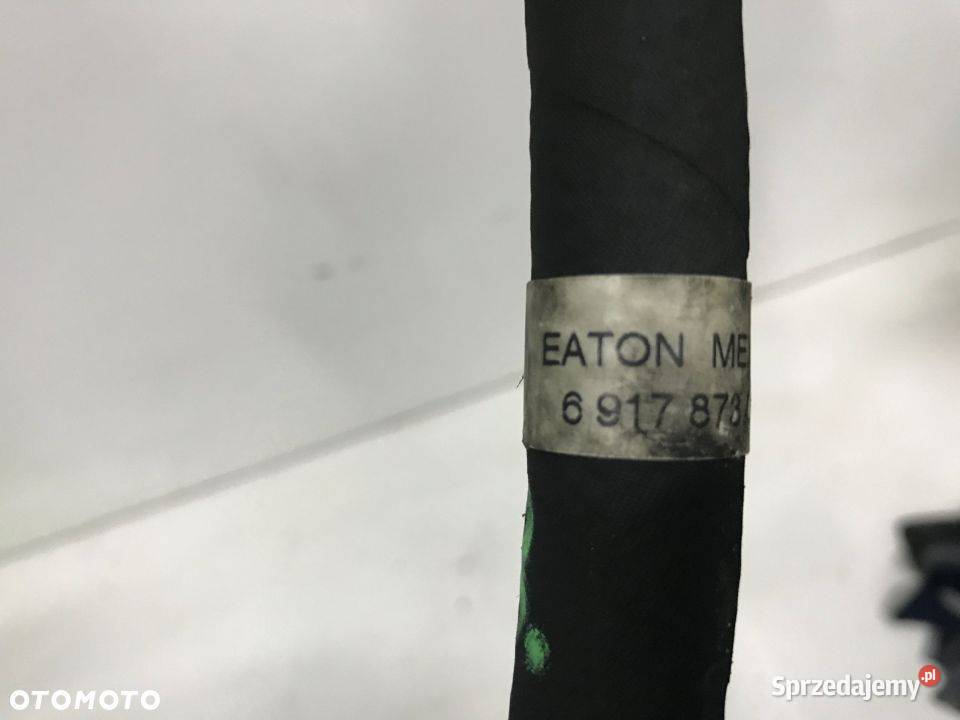 EATON ME
6 917 873
OTOMOTO
Sprzedajemy.pl